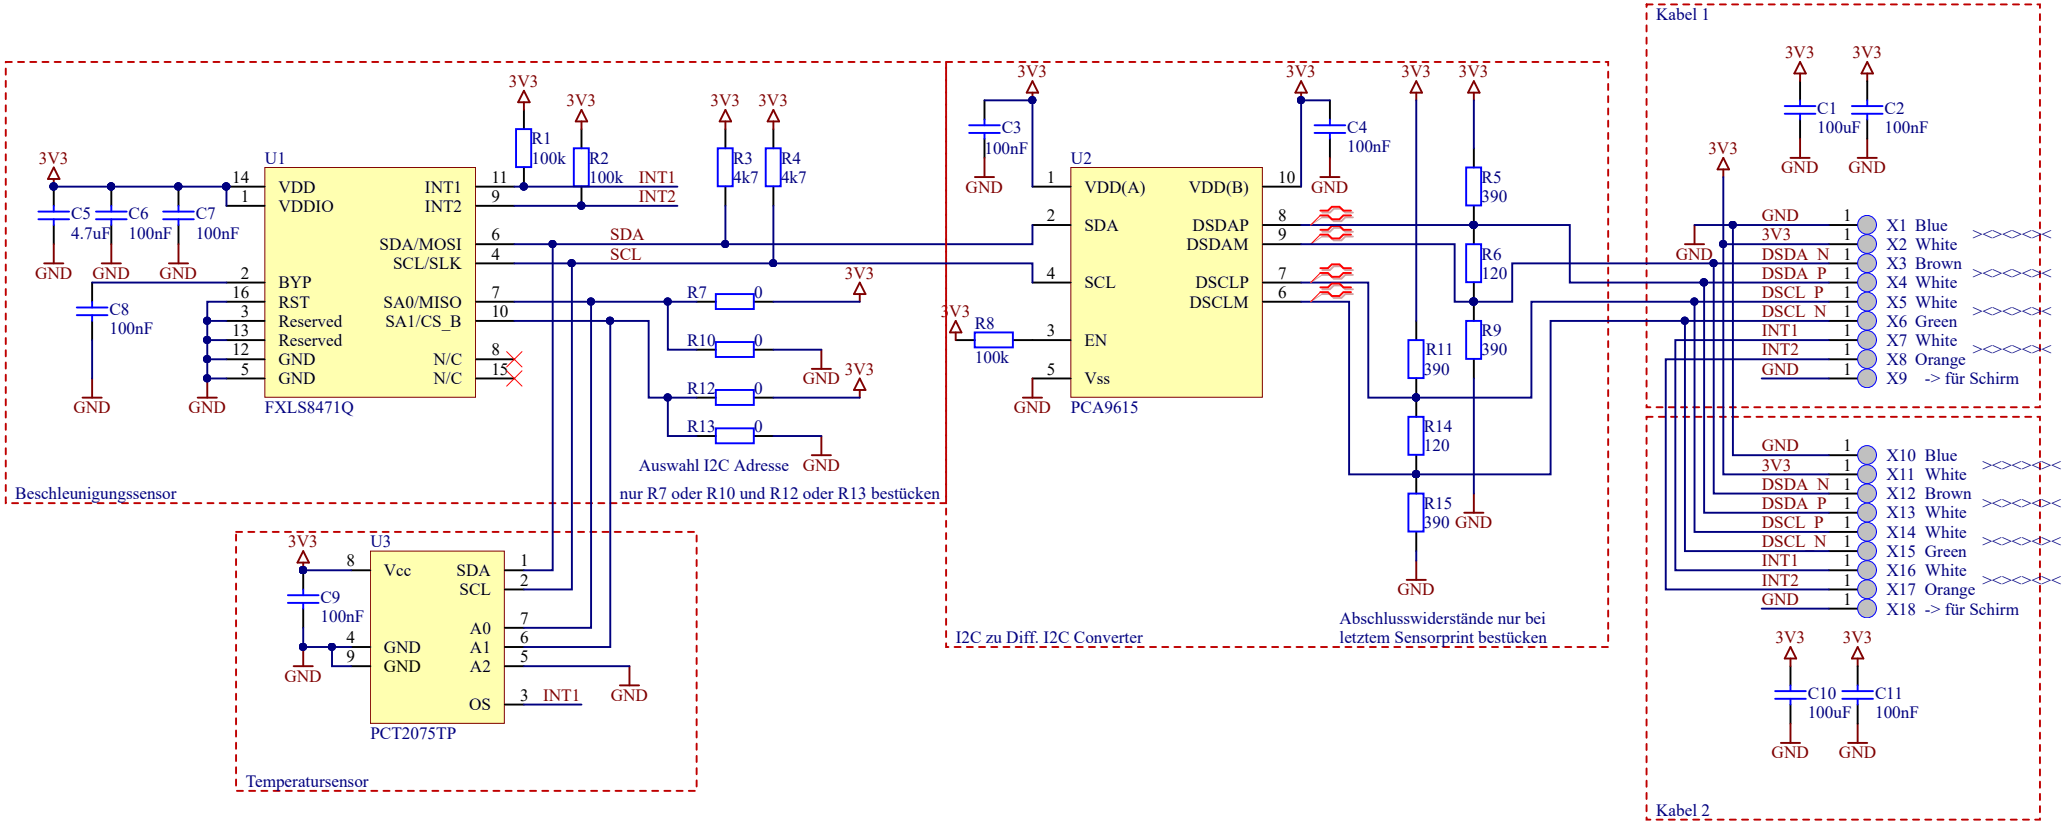 Beschleunigungssensor
3V3
C5
4.7uF
GND
C6
100nF
GND
C7
100nF
GND
C8
100nF
GND
GND
U1
14 VDD
1 VDDIO
2 BYP
16 RST
3 Reserved
13 Reserved
12 GND
5 GND
INT1 11
INT2 9
SDA/MOSI 6
SCL/SLK 4
SA0/MISO 7
SA1/CS_B 10
N/C 8
N/C 15
FXLS8471Q
3V3
R1
100k
3V3
R2
100k
INT1
INT2
3V3
R3
4k7
3V3
R4
4k7
SDA
SCL
R7 0
3V3
R10 0
GND
R12 0
3V3
R13 0
GND
Auswahl I2C Adresse
nur R7 oder R10 und R12 oder R13 bestücken
3V3
C9
100nF
GND
U3
8 Vcc
4 GND
9 GND
SDA 1
SCL 2
A0 7
A1 6
A2 5
OS 3
INT1
GND
PCT2075TP
Temperatursensor
3V3
C3
100nF
GND
3V3
R8
100k
GND
U2
1 VDD(A)
2 SDA
4 SCL
3 EN
5 Vss
VDD(B) 10
DSDAP 8
DSDAM 9
DSCLP 7
DSCLM 6
PCA9615
3V3
C4
100nF
GND
3V3
R11
390
R14
120
R15
390
GND
3V3
R5
390
R6
120
R9
390
GND
Abschlusswiderstände nur bei
letztem Sensorprint bestücken
I2C zu Diff. I2C Converter
Kabel 1
3V3
C1
100uF
GND
3V3
C2
100nF
GND
3V3
GND
GND 1 X1 Blue
3V3 1 X2 White
DSDA_N 1 X3 Brown
DSDA_P 1 X4 White
DSCL_P 1 X5 White
DSCL_N 1 X6 Green
INT1 1 X7 White
INT2 1 X8 Orange
GND 1 X9 -> für Schirm
GND 1 X10 Blue
3V3 1 X11 White
DSDA_N 1 X12 Brown
DSDA_P 1 X13 White
DSCL_P 1 X14 White
DSCL_N 1 X15 Green
INT1 1 X16 White
INT2 1 X17 Orange
GND 1 X18 -> für Schirm
3V3
C10
100uF
GND
3V3
C11
100nF
GND
Kabel 2